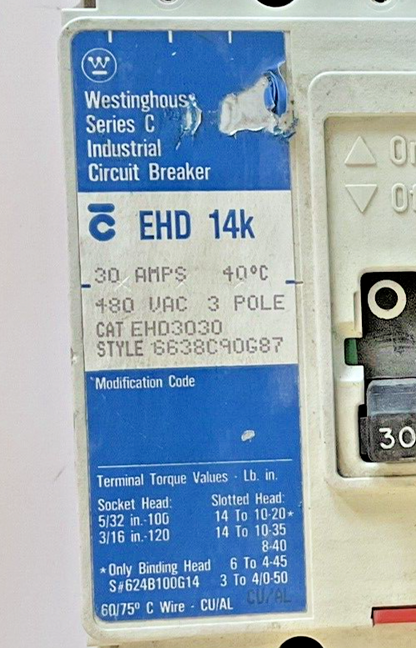 W
Westinghouse
Series C
Industrial
Circuit Breaker
C EHD 14k
30 AMPS 40°C
480 VAC 3 POLE
CAT EHD3030
STYLE 6638C90G87
Modification Code
Terminal Torque Values - Lb. in.
Socket Head: Slotted Head:
5/32 in.-100 14 To 10-20*
3/16 in.-120 14 To 10-35
8-40
*Only Binding Head 6 To 4-45
S#624B100G14 3 To 4/0-50
60/75° C Wire - CU/AL CU/AL
O
30